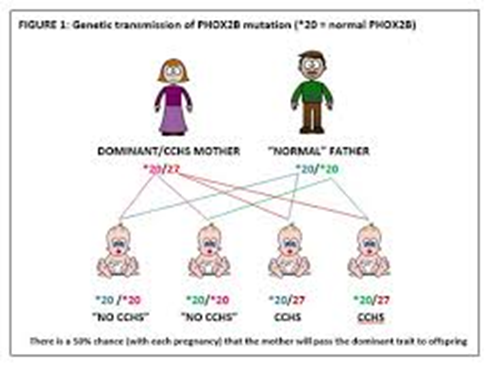 FIGURE 1: Genetic transmission of PHOX2B mutation (*20 = normal PHOX2B)
DOMINANT/CCHS MOTHER "NORMAL" FATHER
*20/27 *20/*20
*20 /*20 *20/*20 *20/27 *20/27
"NO CCHS" "NO CCHS" CCHS CCHS
There is a 50% chance (with each pregnancy) that the mother will pass the dominant trait to offspring